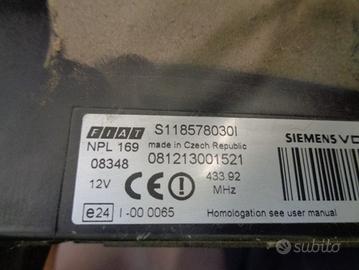 FIAT S118578030I
NPL 169 made in Czech Republic SIEMENS VD
08348 081213001521
12V CE 433.92
MHz
e24 I-00 0065 Homologation see user manual
subito